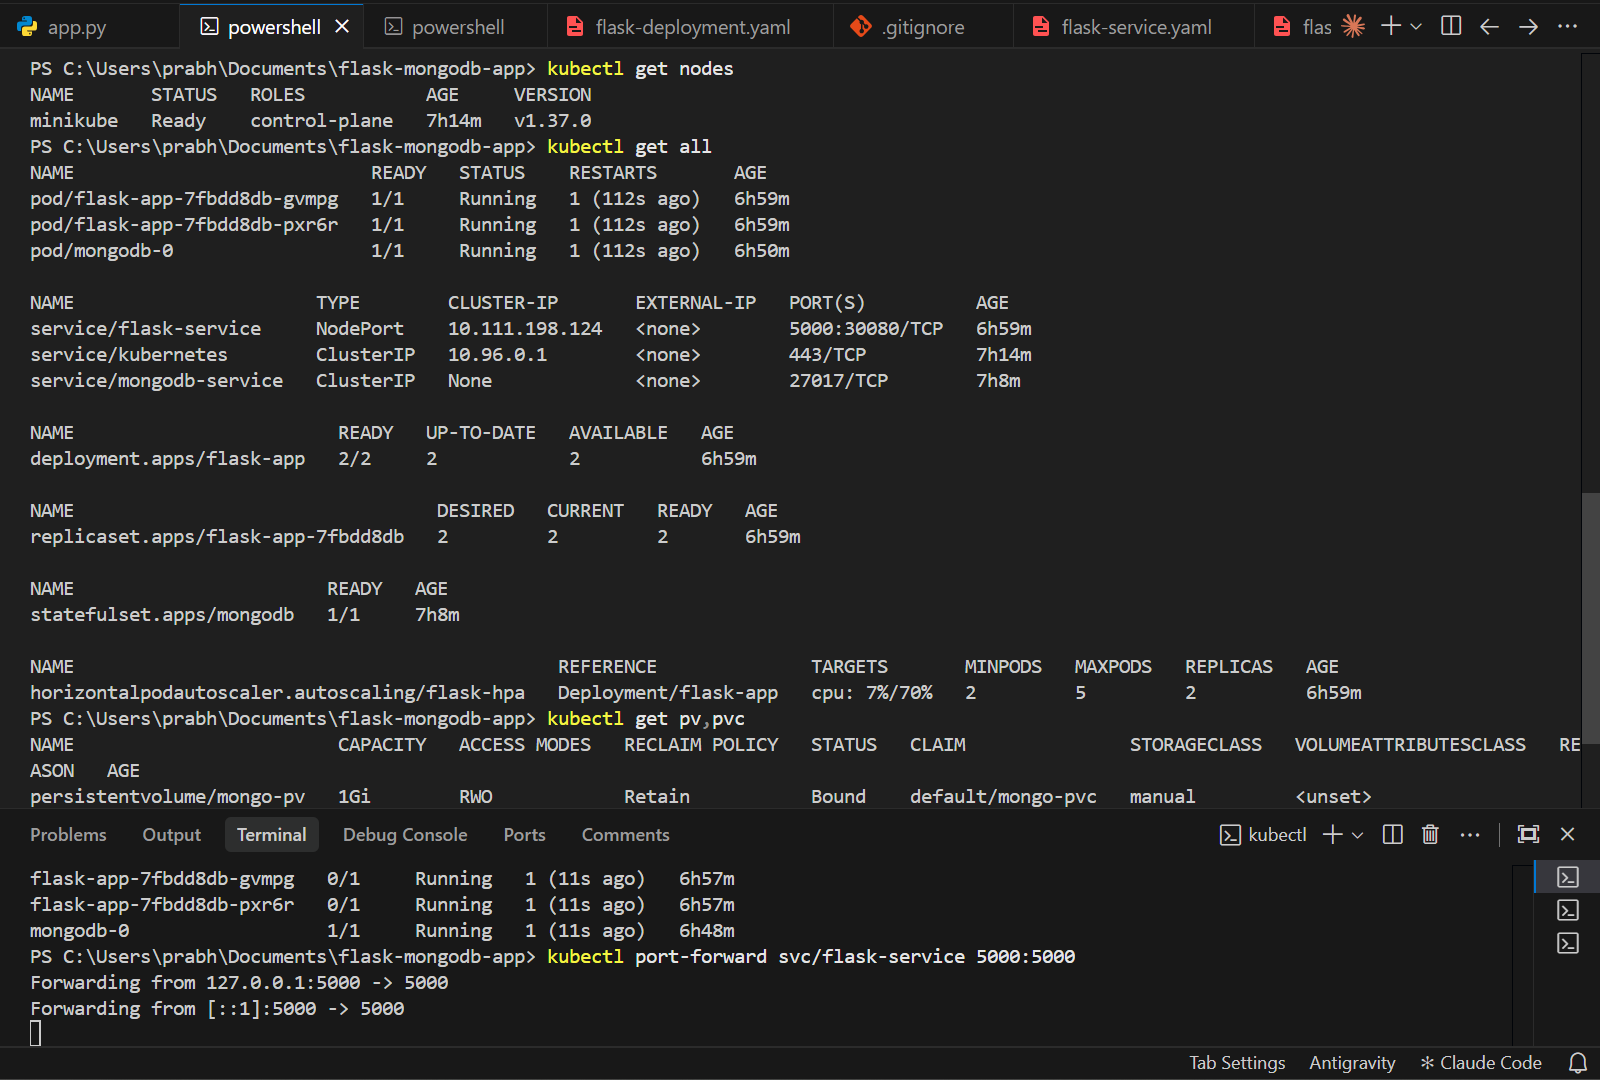 app.py powershell powershell flask-deployment.yaml .gitignore flask-service.yaml flas
PS C:\Users\prabh\Documents\flask-mongodb-app> kubectl get nodes
NAME STATUS ROLES AGE VERSION
minikube Ready control-plane 7h14m v1.37.0
PS C:\Users\prabh\Documents\flask-mongodb-app> kubectl get all
NAME READY STATUS RESTARTS AGE
pod/flask-app-7fbdd8db-gvmpg 1/1 Running 1 (112s ago) 6h59m
pod/flask-app-7fbdd8db-pxr6r 1/1 Running 1 (112s ago) 6h59m
pod/mongodb-0 1/1 Running 1 (112s ago) 6h50m
NAME TYPE CLUSTER-IP EXTERNAL-IP PORT(S) AGE
service/flask-service NodePort 10.111.198.124 <none> 5000:30080/TCP 6h59m
service/kubernetes ClusterIP 10.96.0.1 <none> 443/TCP 7h14m
service/mongodb-service ClusterIP None <none> 27017/TCP 7h8m
NAME READY UP-TO-DATE AVAILABLE AGE
deployment.apps/flask-app 2/2 2 2 6h59m
NAME DESIRED CURRENT READY AGE
replicaset.apps/flask-app-7fbdd8db 2 2 2 6h59m
NAME READY AGE
statefulset.apps/mongodb 1/1 7h8m
NAME REFERENCE TARGETS MINPODS MAXPODS REPLICAS AGE
horizontalpodautoscaler.autoscaling/flask-hpa Deployment/flask-app cpu: 7%/70% 2 5 2 6h59m
PS C:\Users\prabh\Documents\flask-mongodb-app> kubectl get pv,pvc
NAME CAPACITY ACCESS MODES RECLAIM POLICY STATUS CLAIM STORAGECLASS VOLUMEATTRIBUTESCLASS RE
ASON AGE
persistentvolume/mongo-pv 1Gi RWO Retain Bound default/mongo-pvc manual <unset>
Problems Output Terminal Debug Console Ports Comments kubectl
flask-app-7fbdd8db-gvmpg 0/1 Running 1 (11s ago) 6h57m
flask-app-7fbdd8db-pxr6r 0/1 Running 1 (11s ago) 6h57m
mongodb-0 1/1 Running 1 (11s ago) 6h48m
PS C:\Users\prabh\Documents\flask-mongodb-app> kubectl port-forward svc/flask-service 5000:5000
Forwarding from 127.0.0.1:5000 -> 5000
Forwarding from [::1]:5000 -> 5000
Tab Settings Antigravity Claude Code